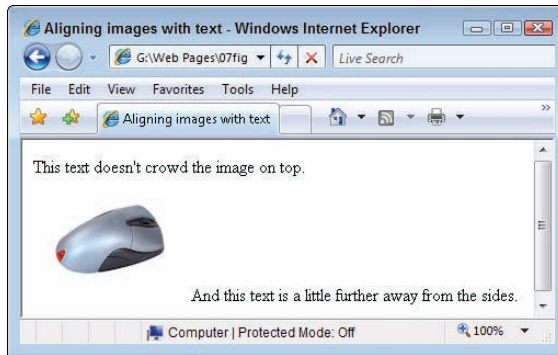 Aligning images with text - Windows Internet Explorer
G:\Web Pages\07fig
Live Search
File Edit View Favorites Tools Help
Aligning images with text
»
This text doesn't crowd the image on top.
And this text is a little further away from the sides.
Computer | Protected Mode: Off
100%